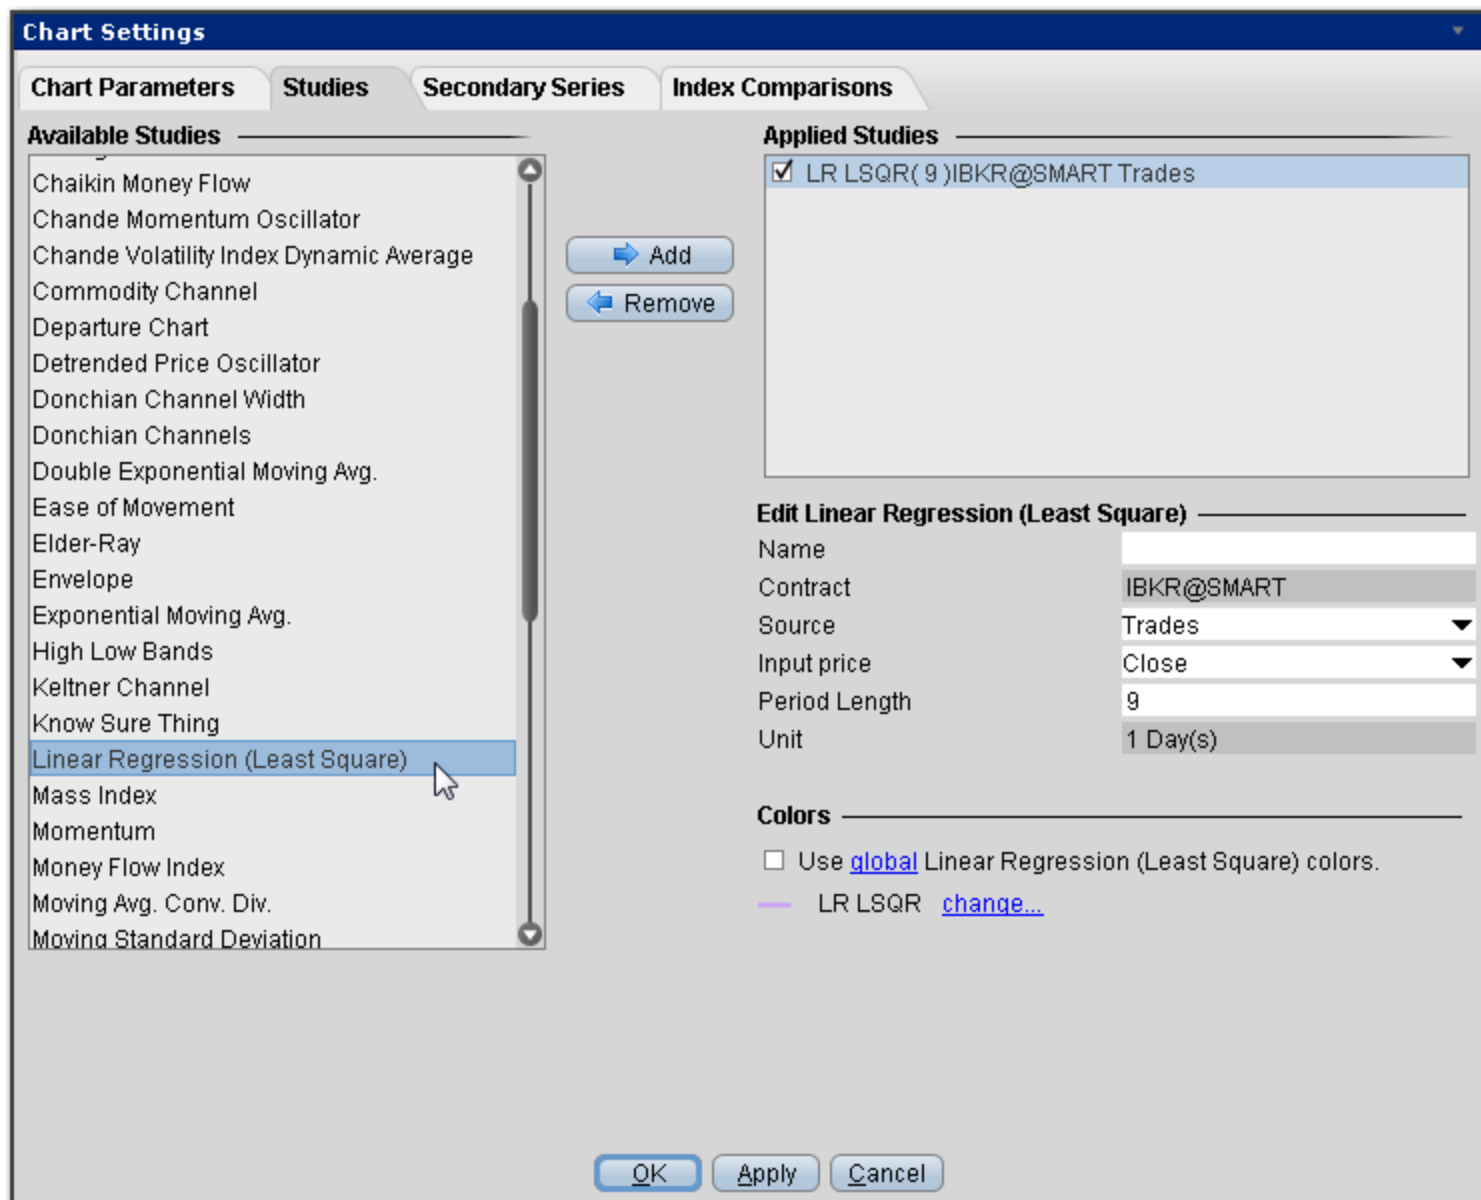 Chart Settings
Chart Parameters Studies Secondary Series Index Comparisons
Available Studies
Chaikin Money Flow
Chande Momentum Oscillator
Chande Volatility Index Dynamic Average
Commodity Channel
Departure Chart
Detrended Price Oscillator
Donchian Channel Width
Donchian Channels
Double Exponential Moving Avg.
Ease of Movement
Elder-Ray
Envelope
Exponential Moving Avg.
High Low Bands
Keltner Channel
Know Sure Thing
Linear Regression (Least Square)
Mass Index
Momentum
Money Flow Index
Moving Avg. Conv. Div.
Moving Standard Deviation
Add
Remove
Applied Studies
LR LSQR( 9 )IBKR@SMART Trades
Edit Linear Regression (Least Square)
Name
Contract IBKR@SMART
Source Trades
Input price Close
Period Length 9
Unit 1 Day(s)
Colors
Use global Linear Regression (Least Square) colors.
LR LSQR change...
OK Apply Cancel